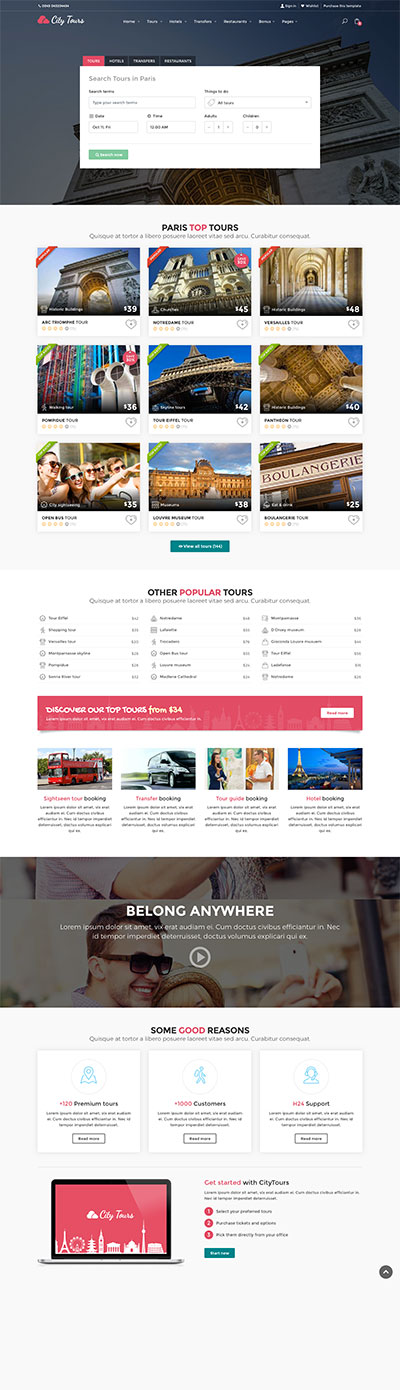 City Tours
Sign in Wishlist Purchase this template
Home Tours Hotels Transfers Restaurants Bonus Pages
TOURS HOTELS TRANSFERS RESTAURANTS
Search Tours in Paris
Search terms Things to do
Type your search terms All tours
Date Time Adults Children
12:00 AM 1 0
Search now
PARIS TOP TOURS
Quisque at tortor a libero posuere laoreet vitae sed arcu. Curabitur consequat.
Historic Buildings $39
Churches $45
Historic Buildings $48
ARC TRIOMPHE TOUR
NOTREDAME TOUR
VERSAILLES TOUR
Walking tour $36
Skyline tours $42
Historic Buildings $40
POMPIDUE TOUR
TOUR EIFFEL TOUR
PANTHEON TOUR
BOULANGERIE
City sightseeing $35
Museums $38
Eat & drink $25
OPEN BUS TOUR
LOUVRE MUSEUM TOUR
BOULANGERIE TOUR
View all tours (144)
OTHER POPULAR TOURS
Quisque at tortor a libero posuere laoreet vitae sed arcu. Curabitur consequat.
Tour Eiffel $42
Notredame $48
Montparnasse $36
Shopping tour $35
Lafayette $55
D'Orsey museum $28
Versailles tour
Trocadero $76
Gioconda Louvre museum
Montparnasse skyline $26
Open Bus tour $55
Tour Eiffel
Pompidue $26
Louvre museum $24
Ladefanse
Senna River tour $32
Madlane Cathedral
Notredame
DISCOVER OUR TOP TOURS from $34
Lorem ipsum dolor sit amet, vix erat audiam ei. Cum doctus civibus efficiantur in.
Read more
Sightseen tour booking
Transfer booking
Tour guide booking
Hotel booking
Lorem ipsum dolor sit amet, vix erat
audiam ei. Cum doctus civibus
efficiantur in. Nec id tempor imperdiet
deterruisset, doctus volumus explicari
qui ex.
Lorem ipsum dolor sit amet, vix erat
audiam ei. Cum doctus civibus
efficiantur in. Nec id tempor imperdiet
deterruisset, doctus volumus explicari
qui ex.
Lorem ipsum dolor sit amet, vix erat
audiam ei. Cum doctus civibus
efficiantur in. Nec id tempor imperdiet
deterruisset, doctus volumus explicari
qui ex.
Lorem ipsum dolor sit amet, vix erat
audiam ei. Cum doctus civibus
efficiantur in. Nec id tempor imperdiet
deterruisset, doctus volumus explicari
qui ex.
BELONG ANYWHERE
Lorem ipsum dolor sit amet, vix erat audiam ei. Cum doctus civibus efficiantur in. Nec
id tempor imperdiet deterruisset, doctus volumus explicari qui ex.
SOME GOOD REASONS
Quisque at tortor a libero posuere laoreet vitae sed arcu. Curabitur consequat.
+120 Premium tours
+1000 Customers
H24 Support
Lorem ipsum dolor sit amet, vix erat
audiam ei. Cum doctus civibus efficiantur in. Nec id
tempor imperdiet deterruisset.
Lorem ipsum dolor sit amet, vix erat
audiam ei. Cum doctus civibus efficiantur in. Nec id
tempor imperdiet deterruisset.
Lorem ipsum dolor sit amet, vix erat
audiam ei. Cum doctus civibus efficiantur in. Nec id
tempor imperdiet deterruisset.
Read more
Read more
Read more
City Tours
Get started with CityTours
Lorem ipsum dolor sit amet, vix erat audiam ei. Cum doctus civibus efficiantur in.
1 Select your preferred tours
2 Purchase tickets and options
3 Pick them directly from your office
Start now